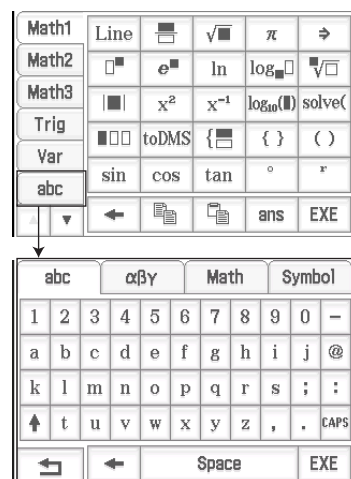 Math1 Line √ π ⇒
Math2 e ln log √
Math3 | | x² x⁻¹ log₁₀( ) solve(
Trig toDMS { { } ( )
Var sin cos tan ° r
abc
▲ ▼ ← ans EXE
abc αβγ Math Symbol
1 2 3 4 5 6 7 8 9 0 −
a b c d e f g h i j @
k l m n o p q r s ; :
↑ t u v w x y z , . CAPS
← Space EXE